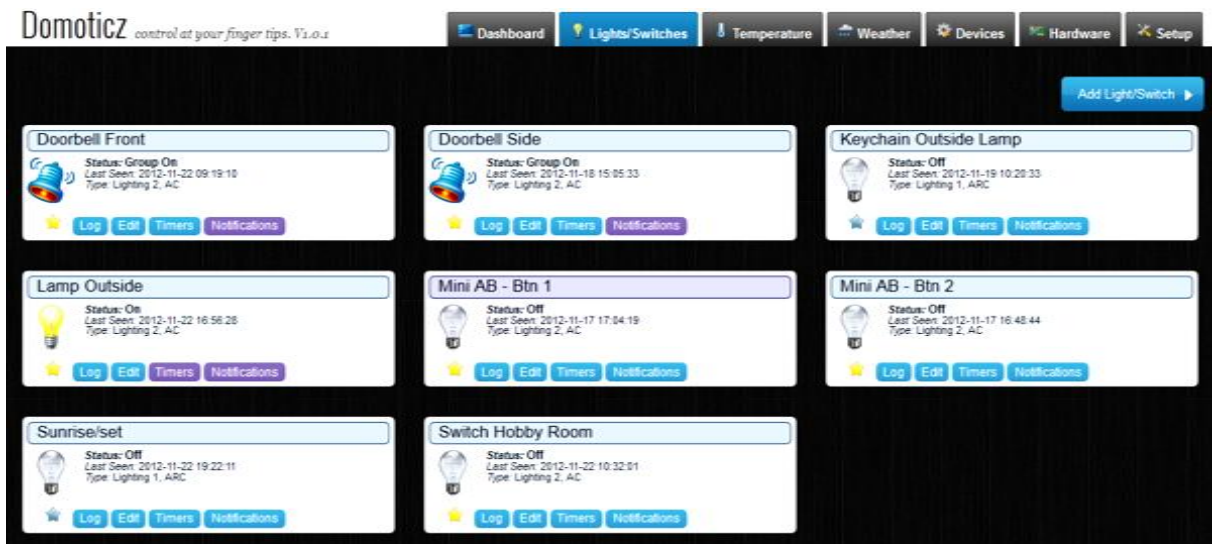 Domoticz control at your finger tips. V1.0.1
Dashboard Lights/Switches Temperature Weather Devices Hardware Setup
Add Light/Switch
Doorbell Front
Status: Group On
Last Seen: 2012-11-22 09:19:10
Type: Lighting 2, AC
Log Edit Timers Notifications
Doorbell Side
Status: Group On
Last Seen: 2012-11-18 15:05:33
Type: Lighting 2, AC
Log Edit Timers Notifications
Keychain Outside Lamp
Status: Off
Last Seen: 2012-11-19 10:20:33
Type: Lighting 1, ARC
Log Edit Timers Notifications
Lamp Outside
Status: On
Last Seen: 2012-11-22 16:56:28
Type: Lighting 2, AC
Log Edit Timers Notifications
Mini AB - Btn 1
Status: Off
Last Seen: 2012-11-17 17:04:19
Type: Lighting 2, AC
Log Edit Timers Notifications
Mini AB - Btn 2
Status: Off
Last Seen: 2012-11-17 16:48:44
Type: Lighting 2, AC
Log Edit Timers Notifications
Sunrise/set
Status: Off
Last Seen: 2012-11-22 19:22:11
Type: Lighting 1, ARC
Log Edit Timers Notifications
Switch Hobby Room
Status: Off
Last Seen: 2012-11-22 10:32:01
Type: Lighting 2, AC
Log Edit Timers Notifications